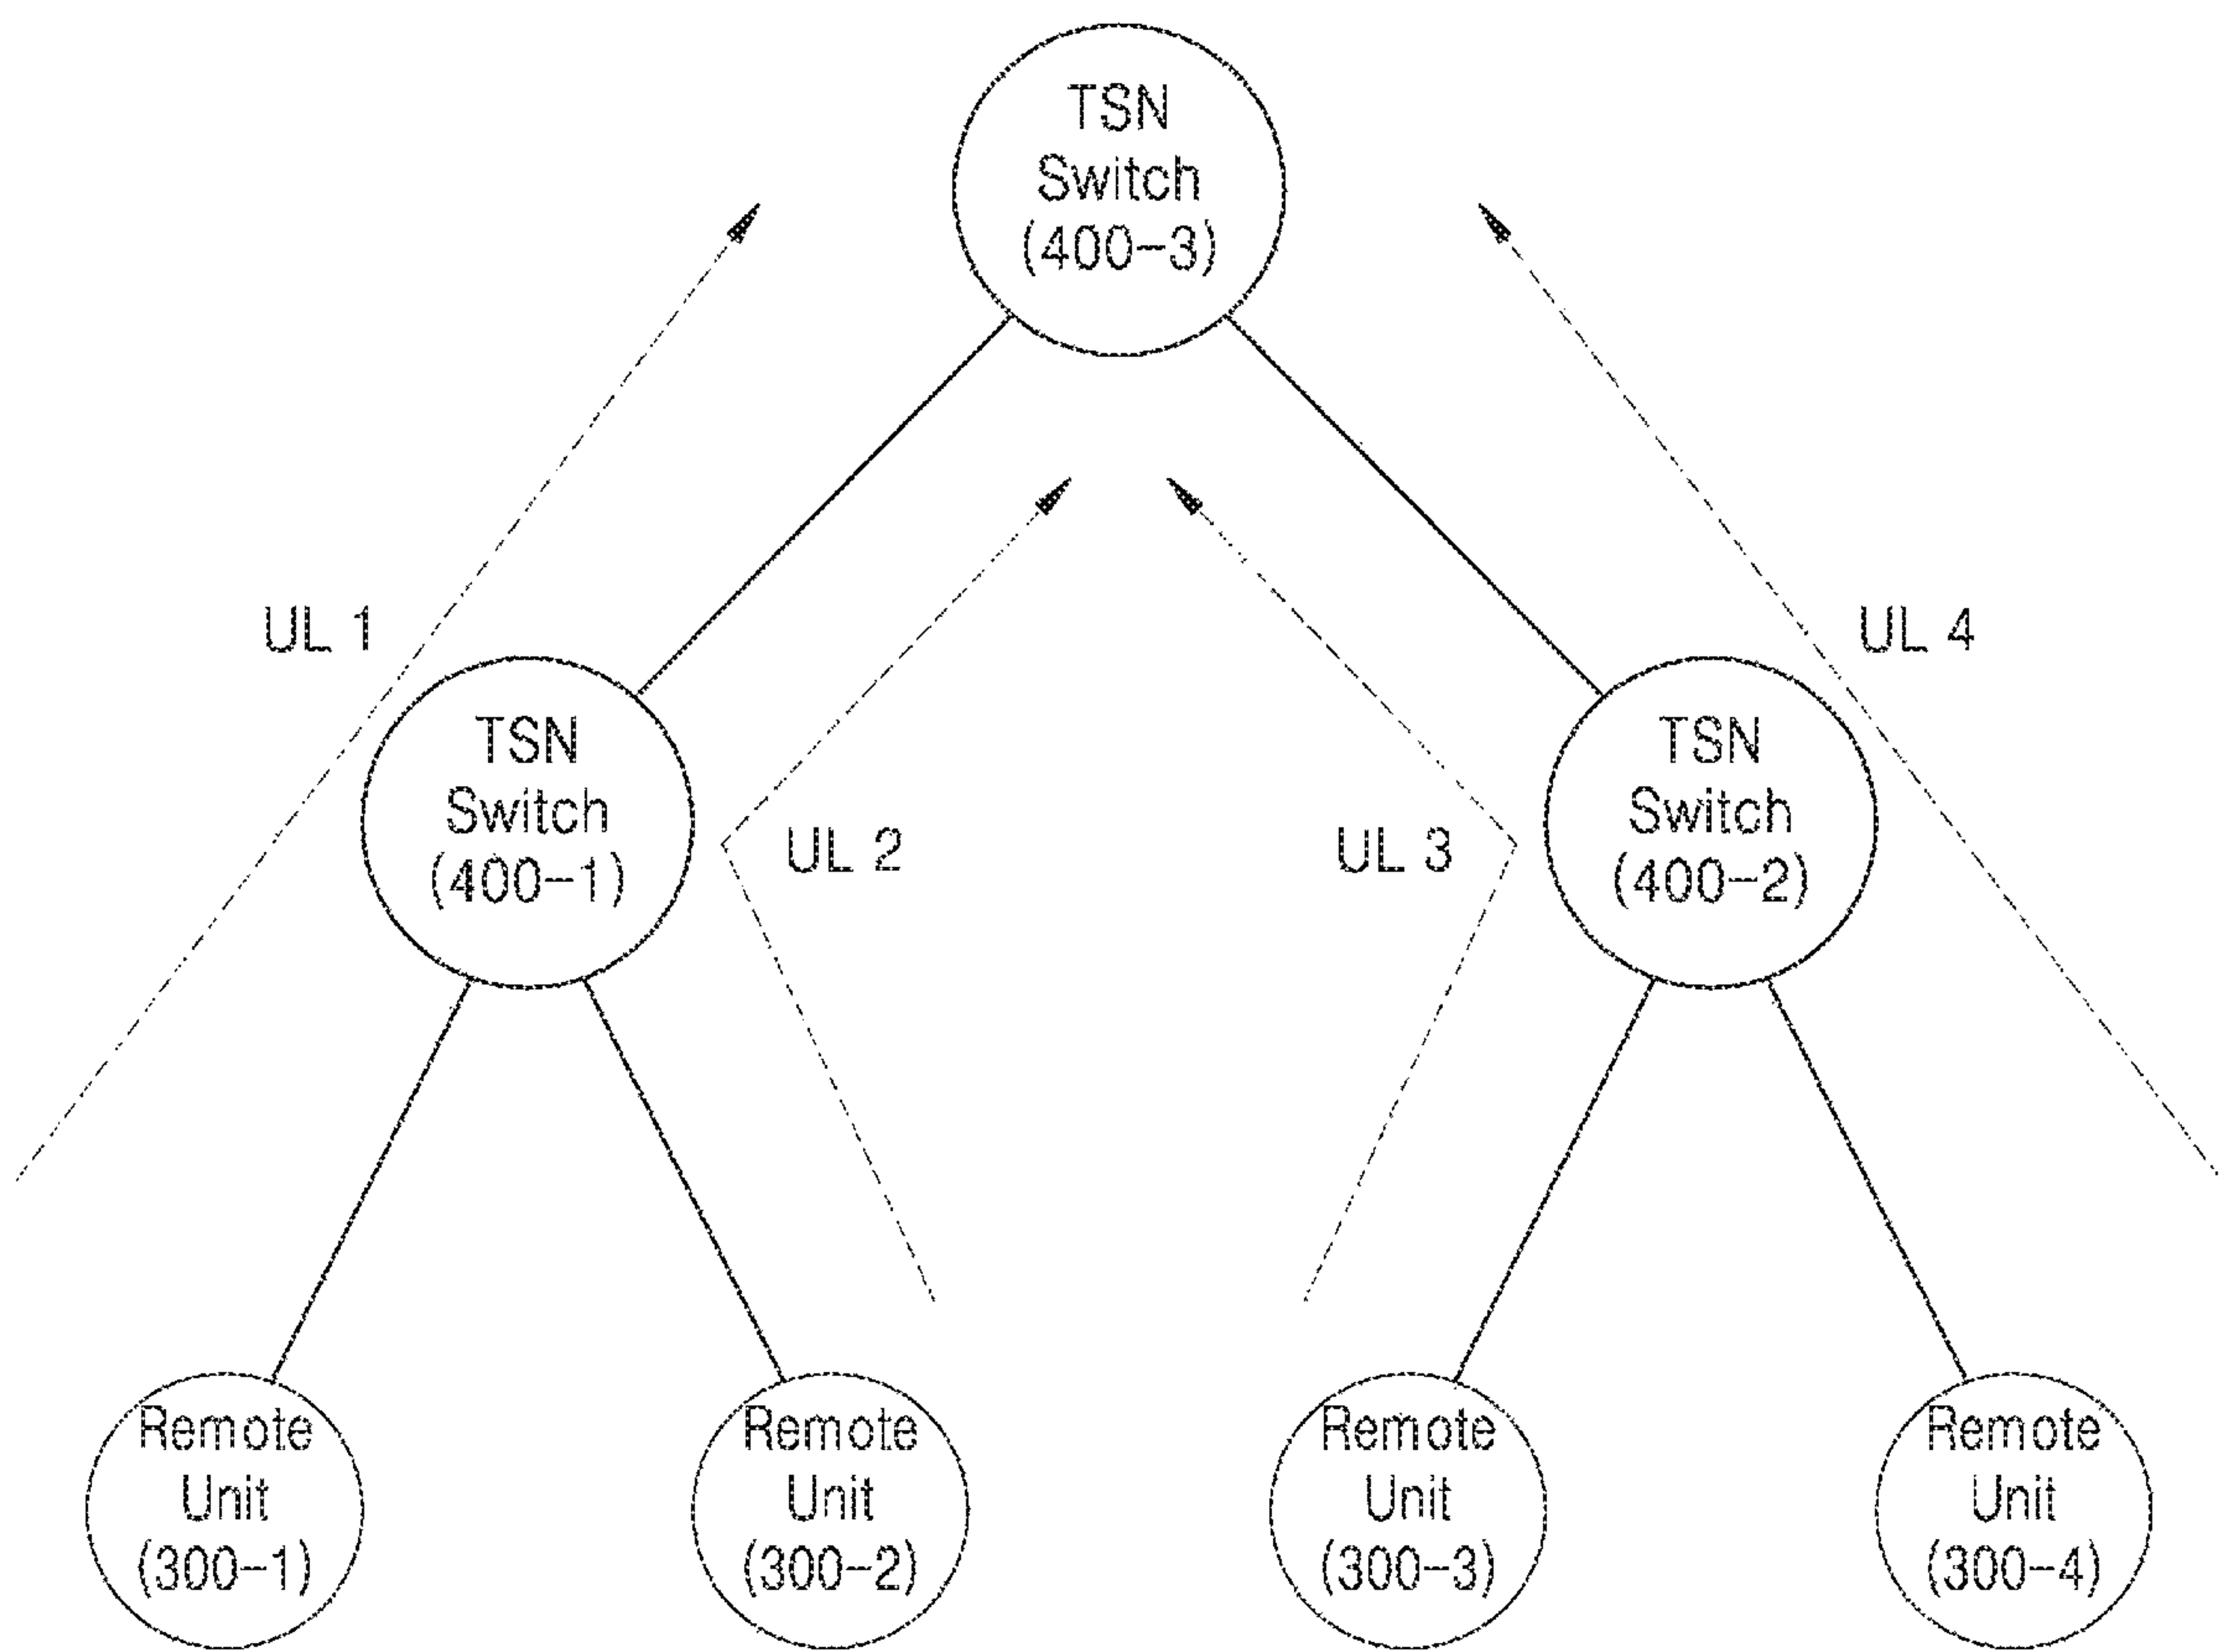 TSN
Switch
(400-3)
UL 1
UL 4
TSN
Switch
(400-1)
UL 2
UL 3
TSN
Switch
(400-2)
Remote
Unit
(300-1)
Remote
Unit
(300-2)
Remote
Unit
(300-3)
Remote
Unit
(300-4)